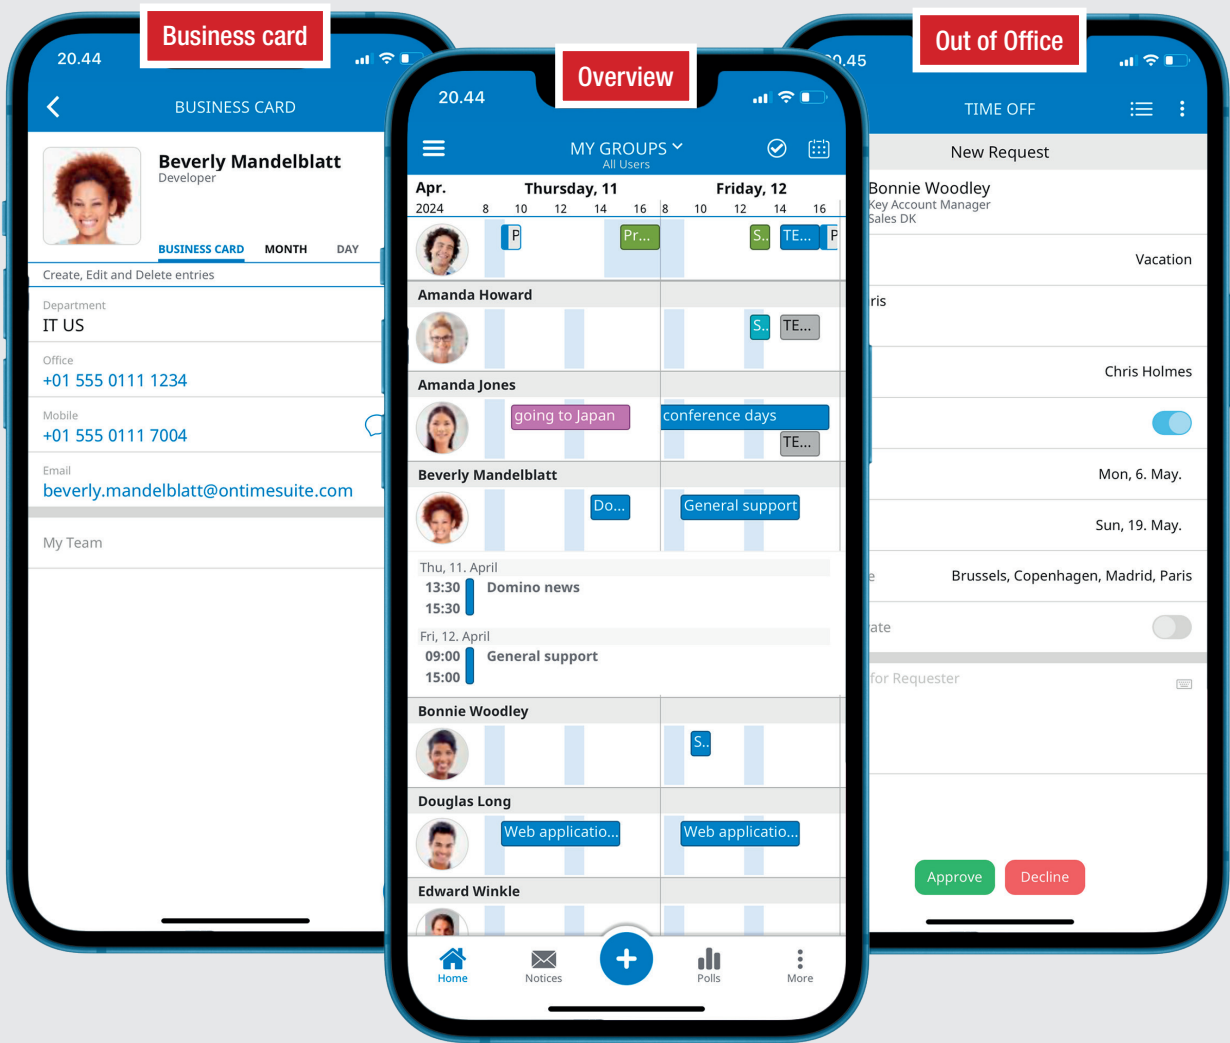 Business card
20.44
BUSINESS CARD
Beverly Mandelblatt
Developer
BUSINESS CARD MONTH DAY
Create, Edit and Delete entries
Department
IT US
Office
+01 555 0111 1234
Mobile
+01 555 0111 7004
Email
beverly.mandelblatt@ontimesuite.com
My Team
Overview
20.44
MY GROUPS
All Users
Apr. Thursday, 11 Friday, 12
2024 8 10 12 14 16 8 10 12 14 16
P Pr... S.. TE... P
Amanda Howard
S.. TE...
Amanda Jones
going to Japan conference days
TE...
Beverly Mandelblatt
Do... General support
Thu, 11. April
13:30 Domino news
15:30
Fri, 12. April
09:00 General support
15:00
Bonnie Woodley
S..
Douglas Long
Web applicatio... Web applicatio...
Edward Winkle
Home Notices + Polls More
Out of Office
0.45
TIME OFF
New Request
Bonnie Woodley
Key Account Manager
Sales DK
Vacation
ris
Chris Holmes
Mon, 6. May.
Sun, 19. May.
e Brussels, Copenhagen, Madrid, Paris
ate
for Requester
Approve Decline